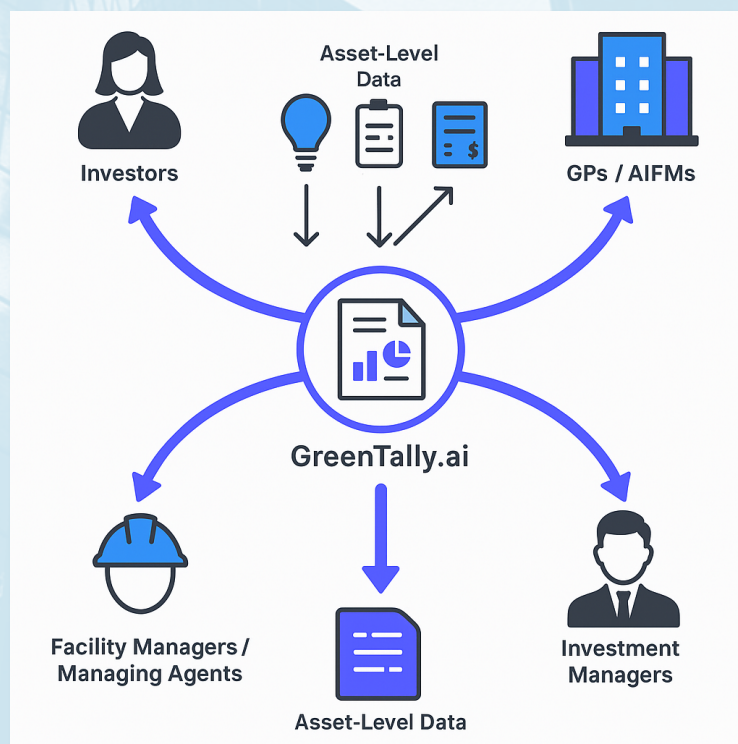 Asset-Level
Data
Investors
GPs / AIFMs
$
GreenTally.ai
Facility Managers /
Managing Agents
Investment
Managers
Asset-Level Data